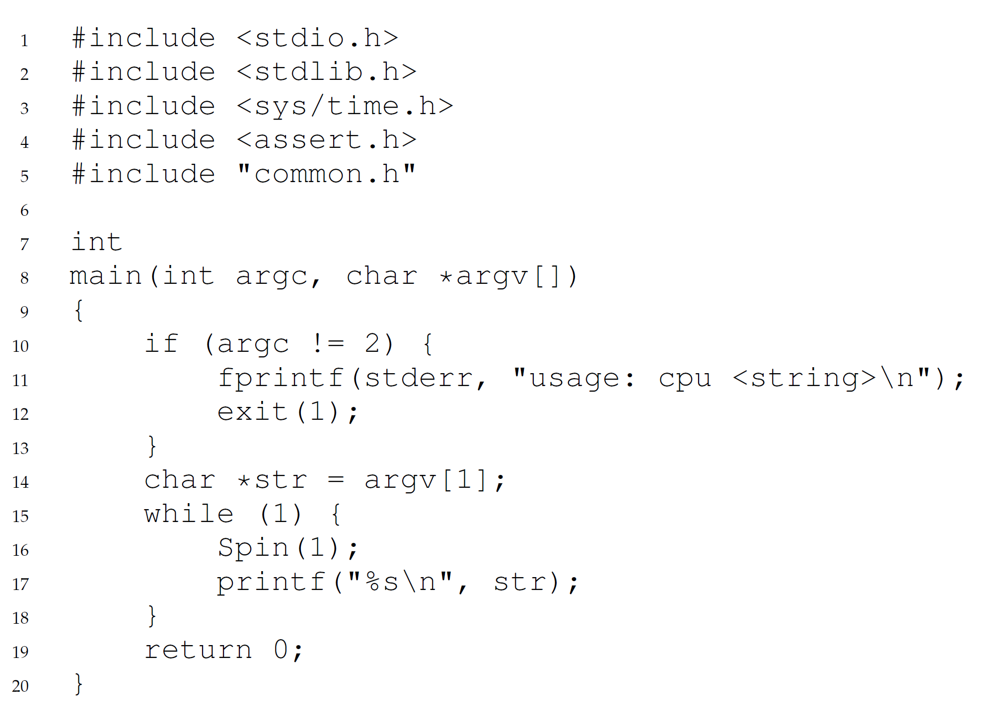 1 #include <stdio.h>
2 #include <stdlib.h>
3 #include <sys/time.h>
4 #include <assert.h>
5 #include "common.h"
6
7 int
8 main(int argc, char *argv[])
9 {
10     if (argc != 2) {
11         fprintf(stderr, "usage: cpu <string>\n");
12         exit(1);
13     }
14     char *str = argv[1];
15     while (1) {
16         Spin(1);
17         printf("%s\n", str);
18     }
19     return 0;
20 }